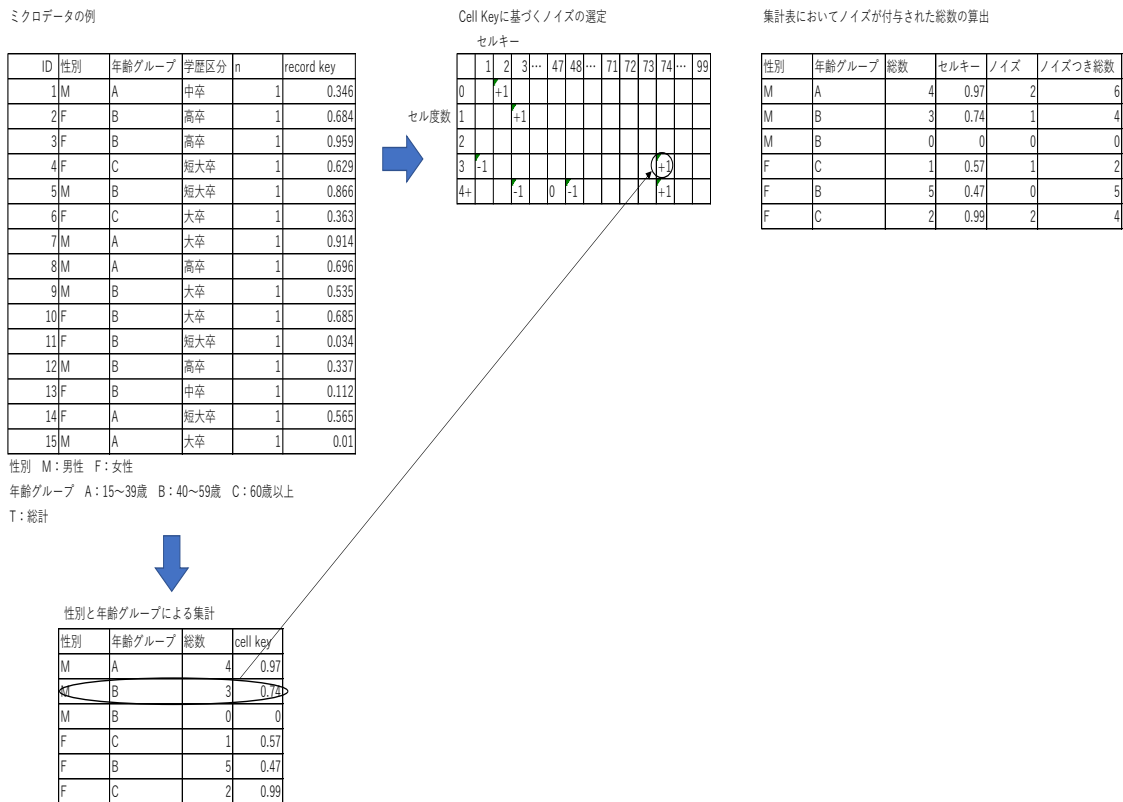 ミクロデータの例
ID 性別 年齢グループ 学歴区分 n record key
1 M A 中卒 1 0.346
2 F B 高卒 1 0.684
3 F B 高卒 1 0.959
4 F C 短大卒 1 0.629
5 M B 短大卒 1 0.866
6 F C 大卒 1 0.363
7 M A 大卒 1 0.914
8 M A 高卒 1 0.696
9 M B 大卒 1 0.535
10 F B 大卒 1 0.685
11 F B 短大卒 1 0.034
12 M B 高卒 1 0.337
13 F B 中卒 1 0.112
14 F A 短大卒 1 0.565
15 M A 大卒 1 0.01
性別 M：男性 F：女性
年齢グループ A：15～39歳 B：40～59歳 C：60歳以上
T：総計
Cell Keyに基づくノイズの選定
セルキー
1 2 3 … 47 48 … 71 72 73 74 … 99
0 +1
セル度数 1 +1
2
3 -1 +1
4+ -1 0 -1 +1
集計表においてノイズが付与された総数の算出
性別 年齢グループ 総数 セルキー ノイズ ノイズつき総数
M A 4 0.97 2 6
M B 3 0.74 1 4
M B 0 0 0 0
F C 1 0.57 1 2
F B 5 0.47 0 5
F C 2 0.99 2 4
性別と年齢グループによる集計
性別 年齢グループ 総数 cell key
M A 4 0.97
M B 3 0.74
M B 0 0
F C 1 0.57
F B 5 0.47
F C 2 0.99